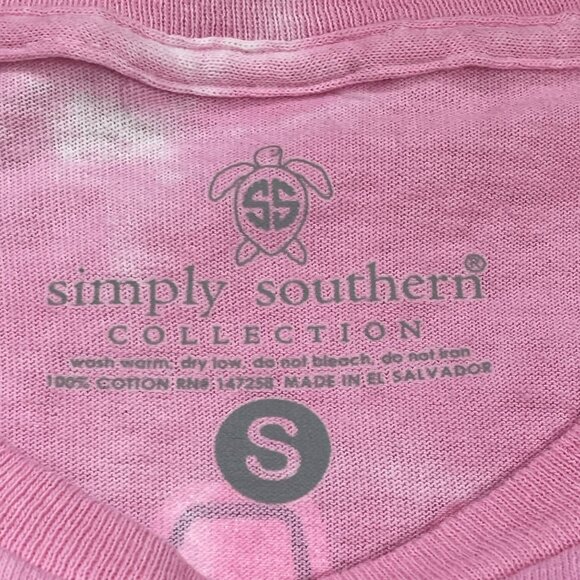 SS
simply southern®
COLLECTION
wash warm. dry low. do not bleach. do not iran
100% COTTON RN# 147258 MADE IN EL SALVADOR
S